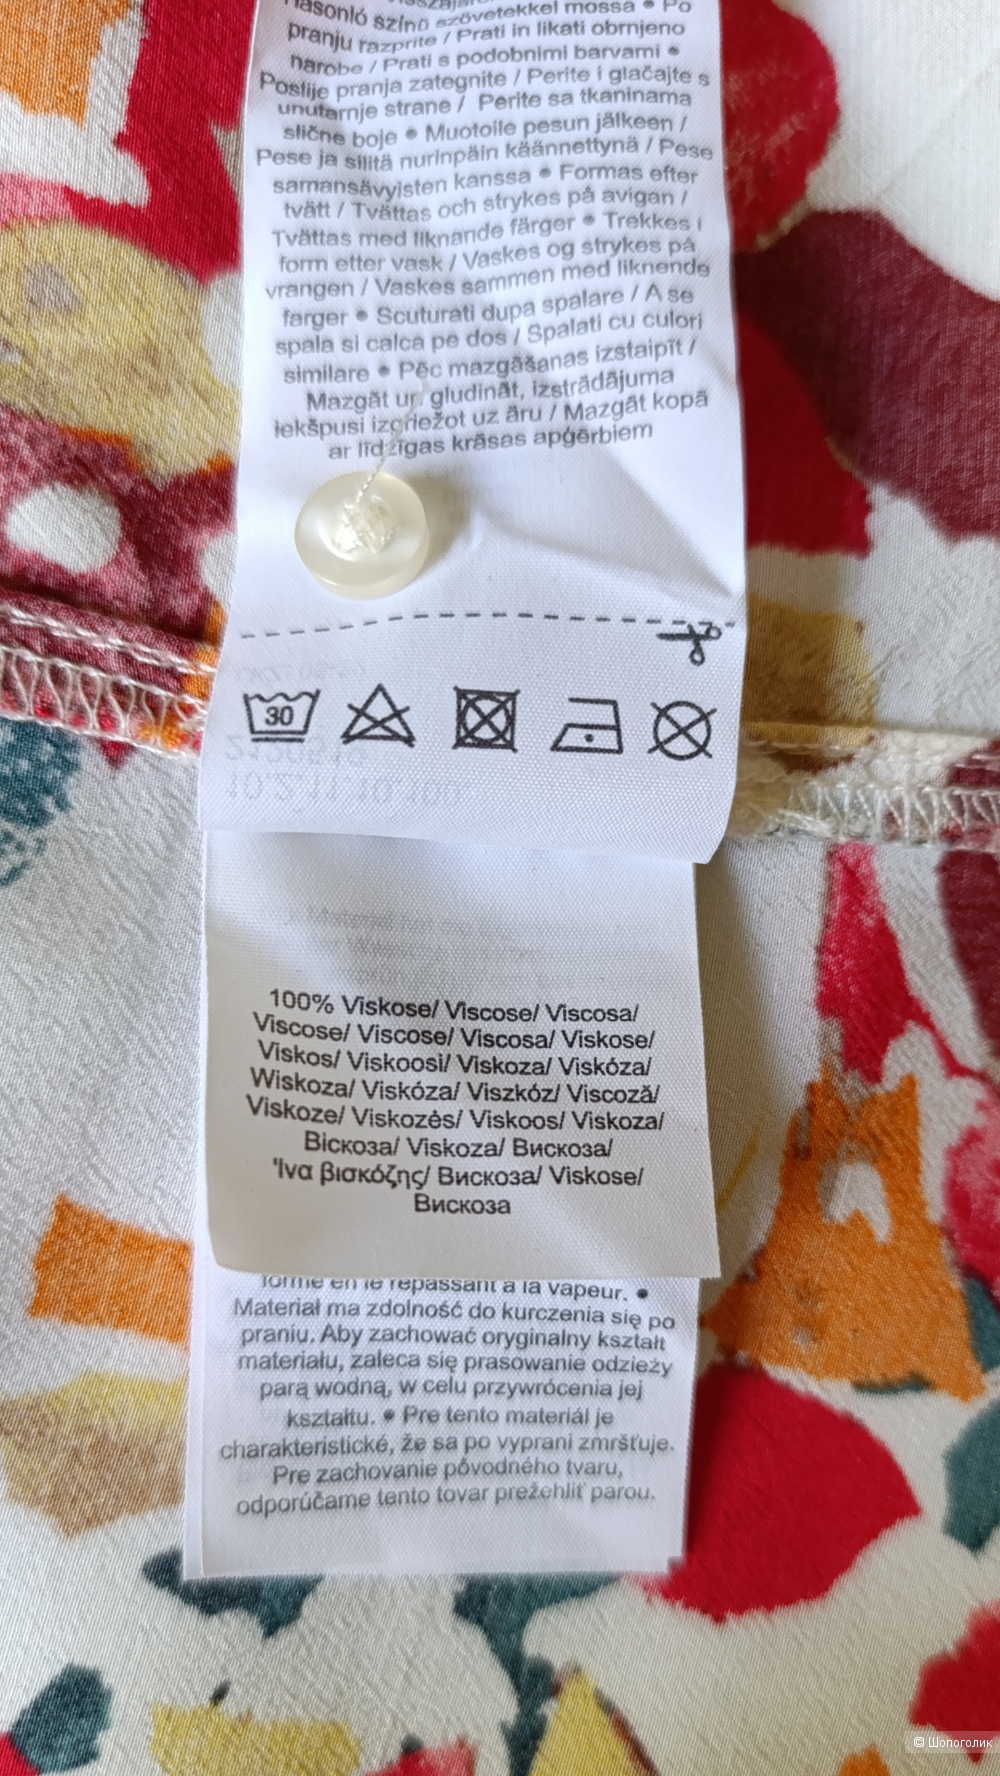 hasonló színű szövetekkel mossa • Po
pranju razprite / Prati in likati obrnjeno
narobe / Prati s podobnimi barvami •
Poslije pranja zategnite / Perite i glačajte s
unutarnje strane / Perite sa tkaninama
slične boje • Muotoile pesun jälkeen /
Pese ja silitä nurinpäin käännettynä / Pese
samansävyisten kanssa • Formas efter
tvätt / Tvättas och strykes på avigan /
Tvättas med liknande färger • Trekkes i
form etter vask / Vaskes og strykes på
vrangen / Vaskes sammen med liknende
farger • Scuturati dupa spalare / A se
spala si calca pe dos / Spalati cu culori
similare • Pēc mazgāšanas izstaipīt /
Mazgāt un gludināt, izstrādājuma
iekšpusi izgriežot uz āru / Mazgāt kopā
ar līdzīgas krāsas apģērbiem
30
100% Viskose/ Viscose/ Viscosa/
Viscose/ Viscose/ Viscosa/ Viskose/
Viskos/ Viskoosi/ Viskoza/ Viskóza/
Wiskoza/ Viskóza/ Viszkóz/ Viscoză/
Viskoze/ Viskozės/ Viskoos/ Viskoza/
Віскоза/ Viskoza/ Вискоза/
Ίνα βισκόζης/ Вискоза/ Viskose/
Вискоза
forme en le repassant à la vapeur. •
Materiał ma zdolność do kurczenia się po
praniu. Aby zachować oryginalny kształt
materiału, zaleca się prasowanie odzieży
parą wodną, w celu przywrócenia jej
kształtu. • Pre tento materiál je
charakteristické, že sa po vypraní zmršťuje.
Pre zachovanie pôvodného tvaru,
odporúčame tento tovar prežehliť parou.
© Шопоголик